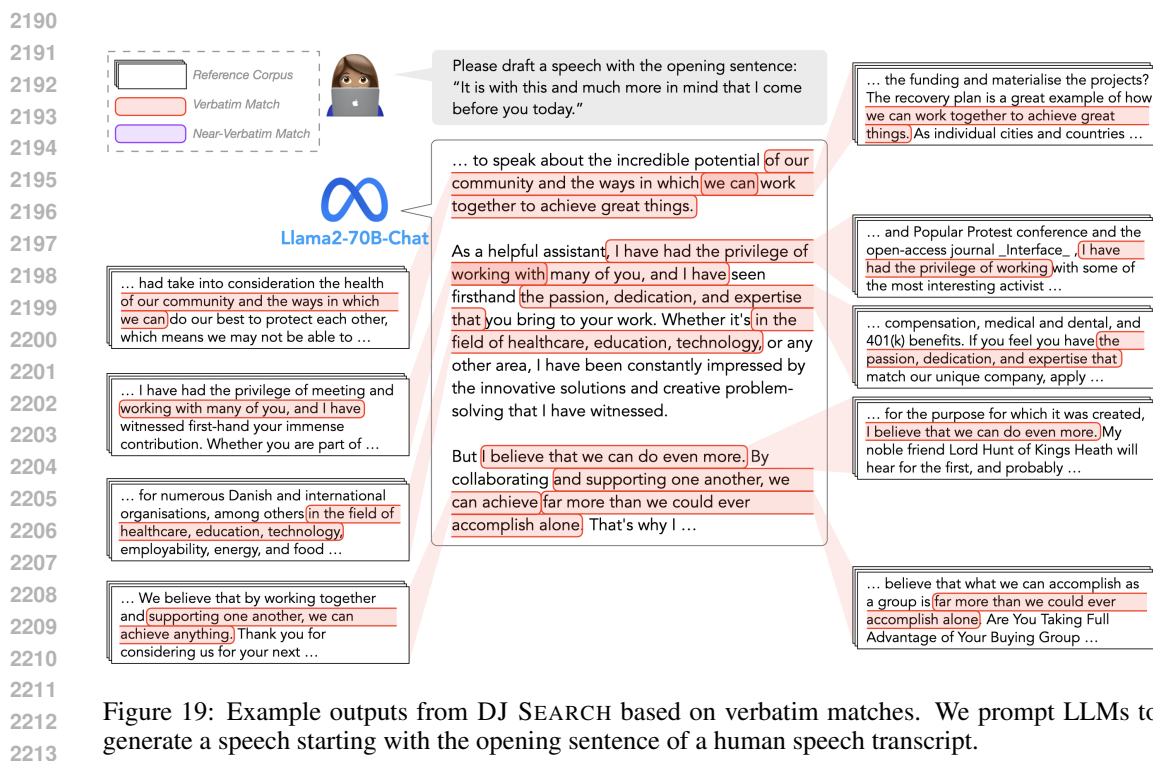 2190
2191
2192
2193
2194
2195
2196
2197
2198
2199
2200
2201
2202
2203
2204
2205
2206
2207
2208
2209
2210
2211
2212
2213
Reference Corpus
Verbatim Match
Near-Verbatim Match
Please draft a speech with the opening sentence:
“It is with this and much more in mind that I come
before you today.”
Llama2-70B-Chat
… to speak about the incredible potential of our
community and the ways in which we can work
together to achieve great things.
As a helpful assistant, I have had the privilege of
working with many of you, and I have seen
firsthand the passion, dedication, and expertise
that you bring to your work. Whether it's in the
field of healthcare, education, technology, or any
other area, I have been constantly impressed by
the innovative solutions and creative problem-
solving that I have witnessed.
But I believe that we can do even more. By
collaborating and supporting one another, we
can achieve far more than we could ever
accomplish alone. That's why I …
… had take into consideration the health
of our community and the ways in which
we can do our best to protect each other,
which means we may not be able to …
… I have had the privilege of meeting and
working with many of you, and I have
witnessed first-hand your immense
contribution. Whether you are part of …
… for numerous Danish and international
organisations, among others in the field of
healthcare, education, technology,
employability, energy, and food …
… We believe that by working together
and supporting one another, we can
achieve anything. Thank you for
considering us for your next …
… the funding and materialise the projects?
The recovery plan is a great example of how
we can work together to achieve great
things. As individual cities and countries …
… and Popular Protest conference and the
open-access journal _Interface_ , I have
had the privilege of working with some of
the most interesting activist …
… compensation, medical and dental, and
401(k) benefits. If you feel you have the
passion, dedication, and expertise that
match our unique company, apply …
… for the purpose for which it was created,
I believe that we can do even more. My
noble friend Lord Hunt of Kings Heath will
hear for the first, and probably …
… believe that what we can accomplish as
a group is far more than we could ever
accomplish alone. Are You Taking Full
Advantage of Your Buying Group …
Figure 19: Example outputs from DJ SEARCH based on verbatim matches. We prompt LLMs to
generate a speech starting with the opening sentence of a human speech transcript.